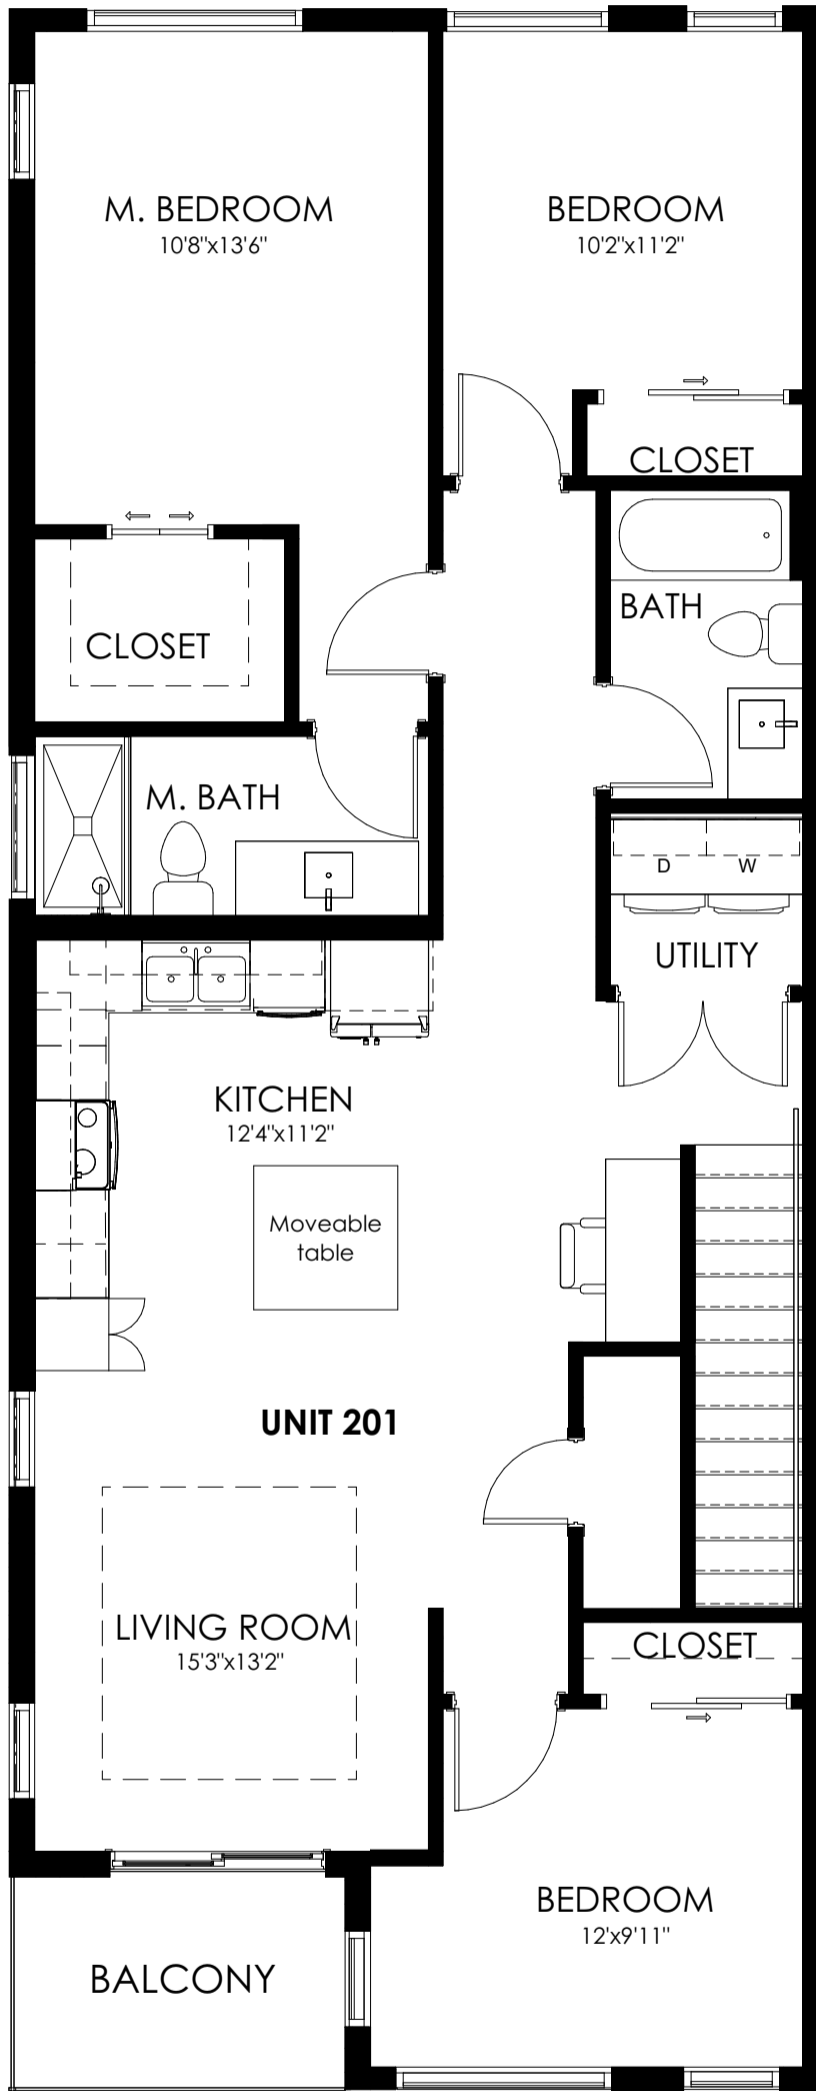 M. BEDROOM
10'8"x13'6"
BEDROOM
10'2"x11'2"
CLOSET
CLOSET
BATH
M. BATH
D
W
UTILITY
KITCHEN
12'4"x11'2"
Moveable
table
UNIT 201
LIVING ROOM
15'3"x13'2"
CLOSET
BEDROOM
12'x9'11"
BALCONY